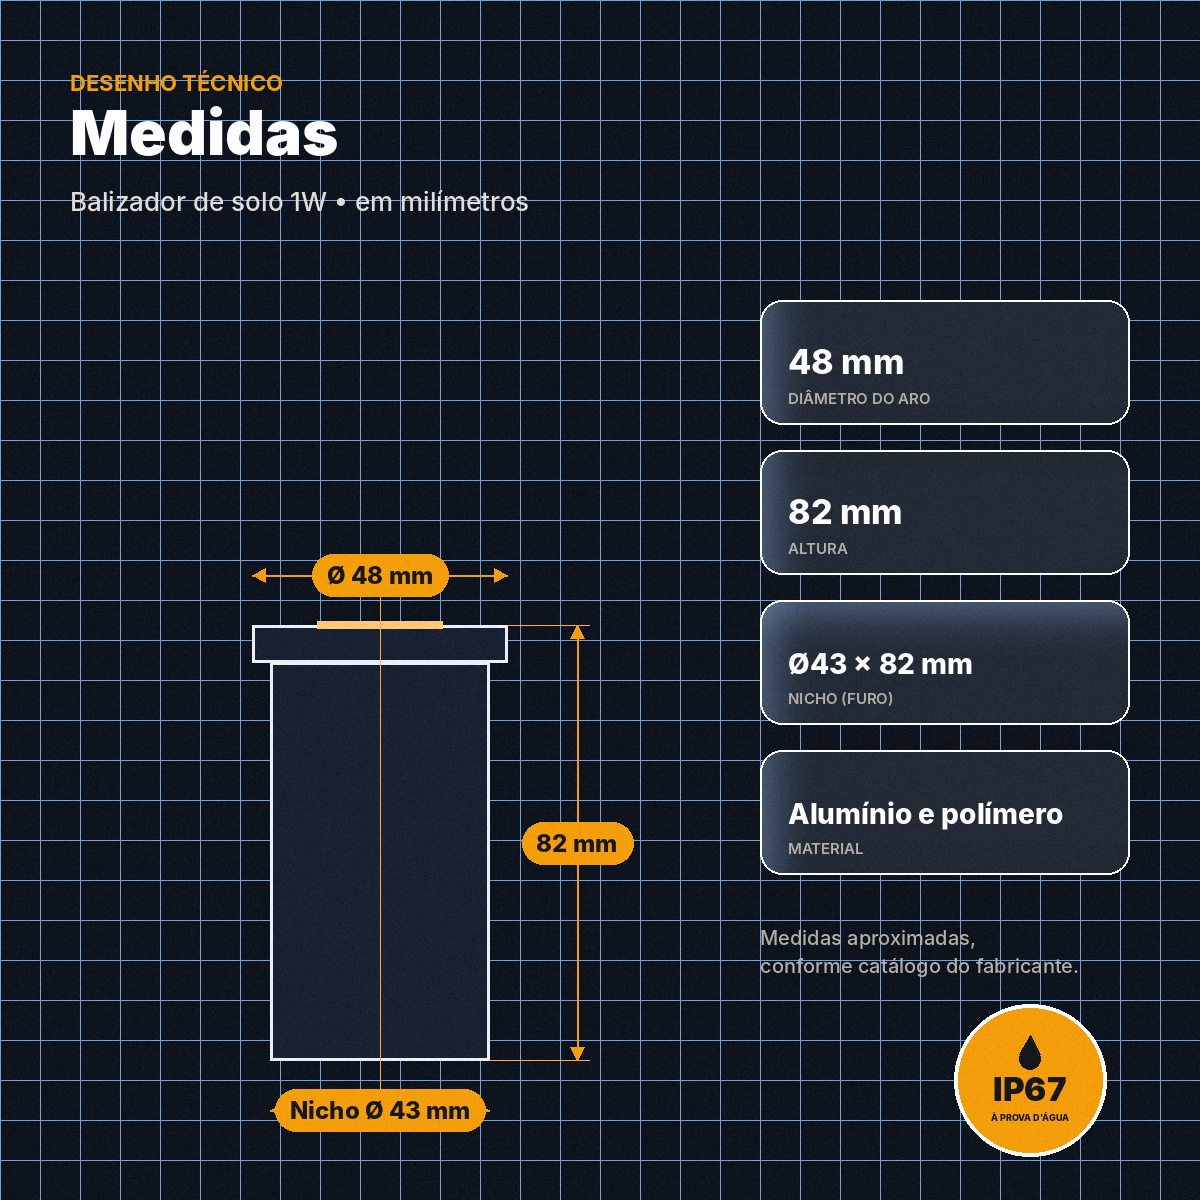 DESENHO TÉCNICO
Medidas
Balizador de solo 1W • em milímetros
48 mm
DIÂMETRO DO ARO
82 mm
ALTURA
Ø43 × 82 mm
NICHO (FURO)
Alumínio e polímero
MATERIAL
Ø 48 mm
82 mm
Nicho Ø 43 mm
Medidas aproximadas,
conforme catálogo do fabricante.
IP67
À PROVA D'ÁGUA